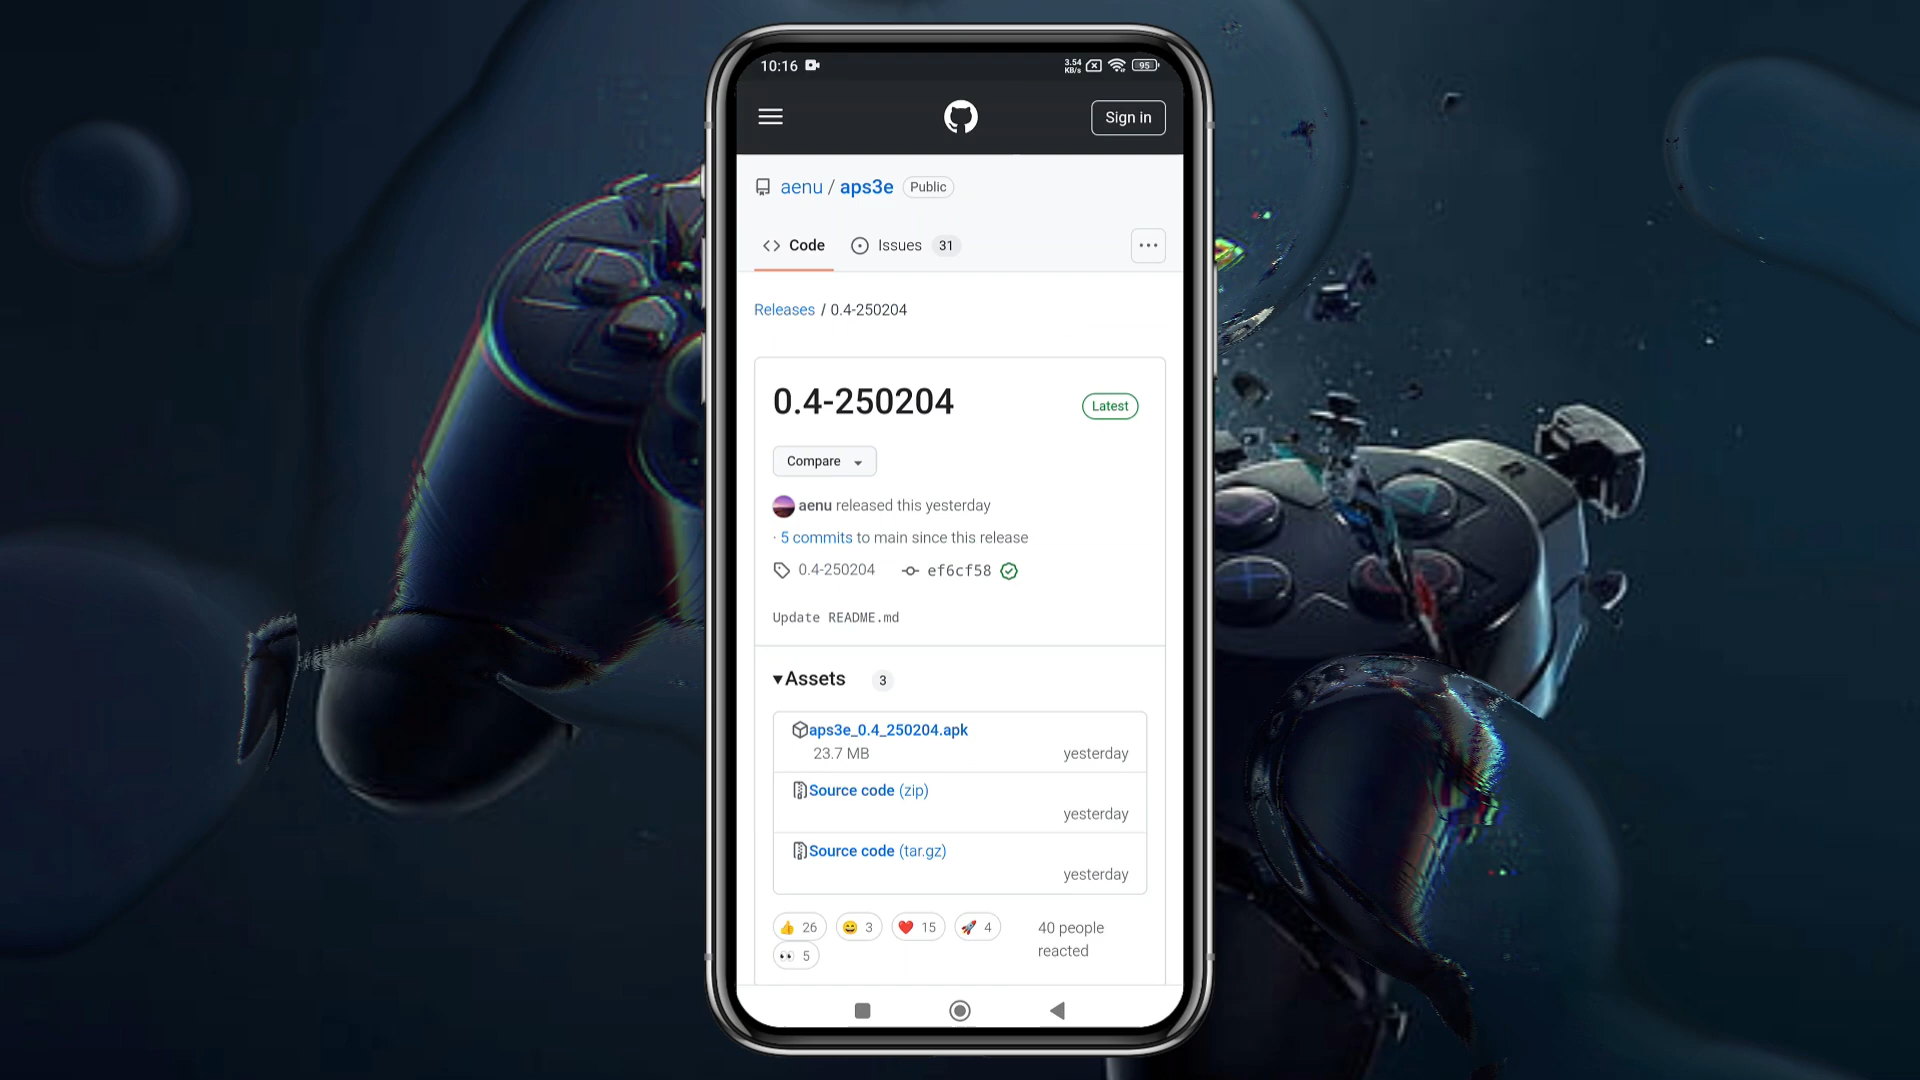 10:16
3.54
KB/s
95
Sign in
aenu / aps3e Public
Code Issues 31
Releases / 0.4-250204
0.4-250204
Latest
Compare
aenu released this yesterday
· 5 commits to main since this release
0.4-250204 ef6cf58
Update README.md
Assets 3
aps3e_0.4_250204.apk
23.7 MB yesterday
Source code (zip)
yesterday
Source code (tar.gz)
yesterday
26 3 15 4 40 people
reacted
5